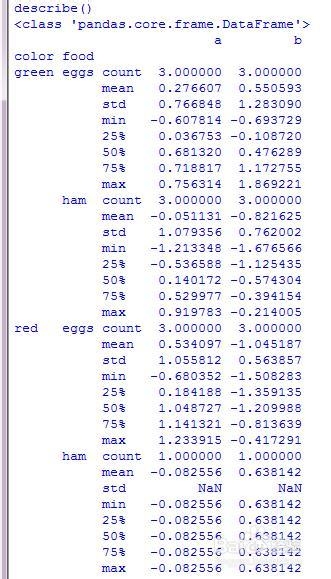 describe()
<class 'pandas.core.frame.DataFrame'>
                          a         b
color food
green eggs count   3.000000  3.000000
           mean    0.276607  0.550593
           std     0.766848  1.283090
           min    -0.607814 -0.693729
           25%     0.036753 -0.108720
           50%     0.681320  0.476289
           75%     0.718817  1.172755
           max     0.756314  1.869221
      ham  count   3.000000  3.000000
           mean   -0.051131 -0.821625
           std     1.079356  0.762002
           min    -1.213348 -1.676566
           25%    -0.536588 -1.125435
           50%     0.140172 -0.574304
           75%     0.529977 -0.394154
           max     0.919783 -0.214005
red   eggs count   3.000000  3.000000
           mean    0.534097 -1.045187
           std     1.055812  0.563857
           min    -0.680352 -1.508283
           25%     0.184188 -1.359135
           50%     1.048727 -1.209988
           75%     1.141321 -0.813639
           max     1.233915 -0.417291
      ham  count   1.000000  1.000000
           mean   -0.082556  0.638142
           std          NaN       NaN
           min    -0.082556  0.638142
           25%    -0.082556  0.638142
           50%    -0.082556  0.638142
           75%    -0.082556  0.638142
           max    -0.082556  0.638142